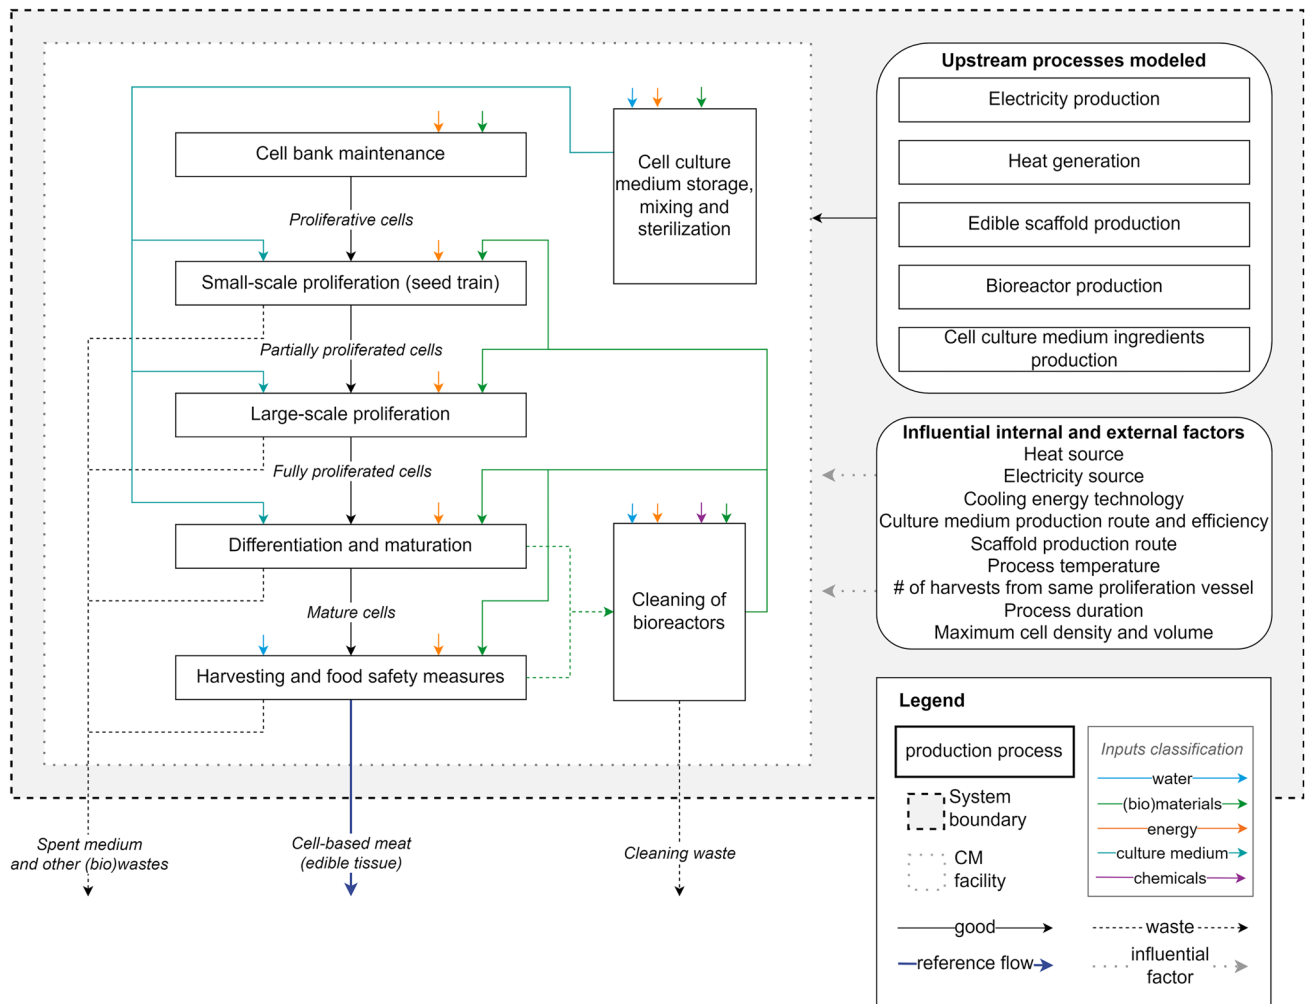 Cell bank maintenance
Proliferative cells
Small-scale proliferation (seed train)
Partially proliferated cells
Large-scale proliferation
Fully proliferated cells
Differentiation and maturation
Mature cells
Harvesting and food safety measures
Cell culture
medium storage,
mixing and
sterilization
Cleaning of
bioreactors
Spent medium
and other (bio)wastes
Cell-based meat
(edible tissue)
Cleaning waste
Upstream processes modeled
Electricity production
Heat generation
Edible scaffold production
Bioreactor production
Cell culture medium ingredients
production
Influential internal and external factors
Heat source
Electricity source
Cooling energy technology
Culture medium production route and efficiency
Scaffold production route
Process temperature
# of harvests from same proliferation vessel
Process duration
Maximum cell density and volume
Legend
production process
System
boundary
CM
facility
Inputs classification
water
(bio)materials
energy
culture medium
chemicals
good
waste
reference flow
influential
factor